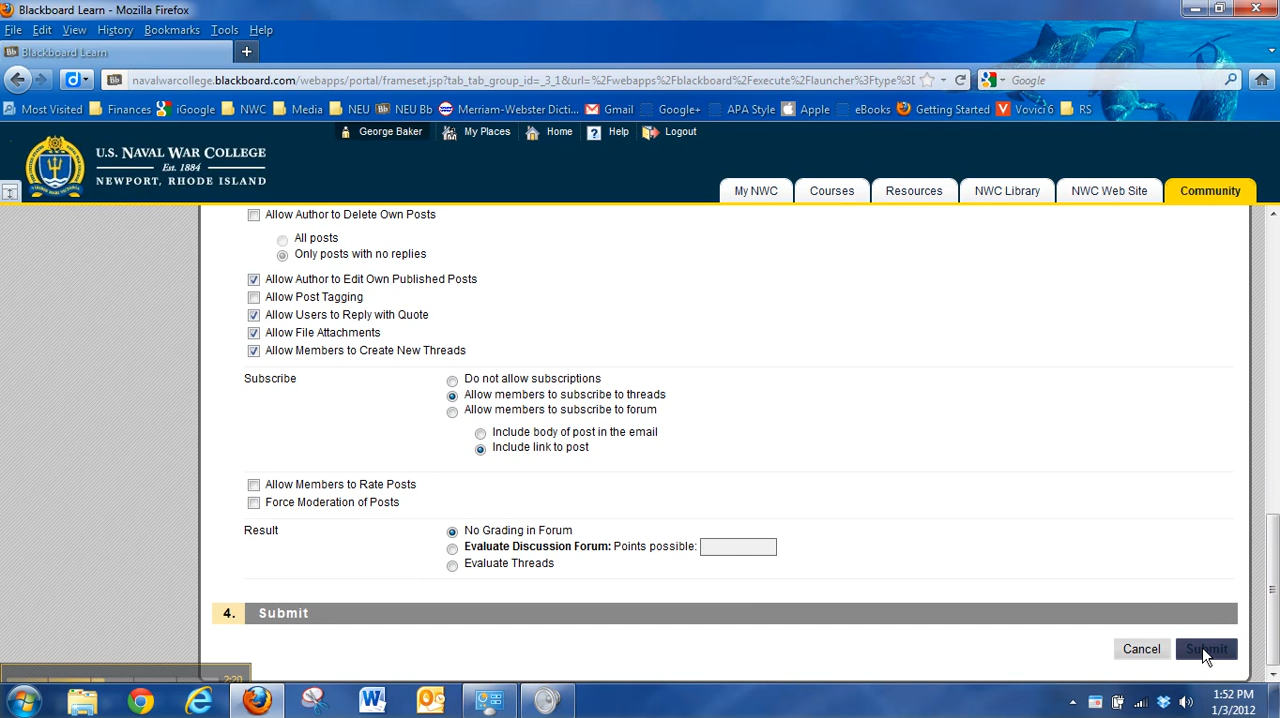 Blackboard Learn - Mozilla Firefox
File Edit View History Bookmarks Tools Help
Blackboard Learn
navalwarcollege.blackboard.com/webapps/portal/frameset.jsp?tab_tab_group_id=_3_1&url=%2Fwebapps%2Fblackboard%2Fexecute%2Flauncher%3Ftype%3D Google
Most Visited Finances iGoogle NWC Media NEU NEU Bb Merriam-Webster Dicti... Gmail Google+ APA Style Apple eBooks Getting Started Vovici 6 RS
George Baker My Places Home Help Logout
U.S. NAVAL WAR COLLEGE
Est. 1884
NEWPORT, RHODE ISLAND
My NWC Courses Resources NWC Library NWC Web Site Community
Allow Author to Delete Own Posts
All posts
Only posts with no replies
Allow Author to Edit Own Published Posts
Allow Post Tagging
Allow Users to Reply with Quote
Allow File Attachments
Allow Members to Create New Threads
Subscribe Do not allow subscriptions
Allow members to subscribe to threads
Allow members to subscribe to forum
Include body of post in the email
Include link to post
Allow Members to Rate Posts
Force Moderation of Posts
Result No Grading in Forum
Evaluate Discussion Forum: Points possible:
Evaluate Threads
4. Submit
Cancel Submit
2:20
1:52 PM
1/3/2012